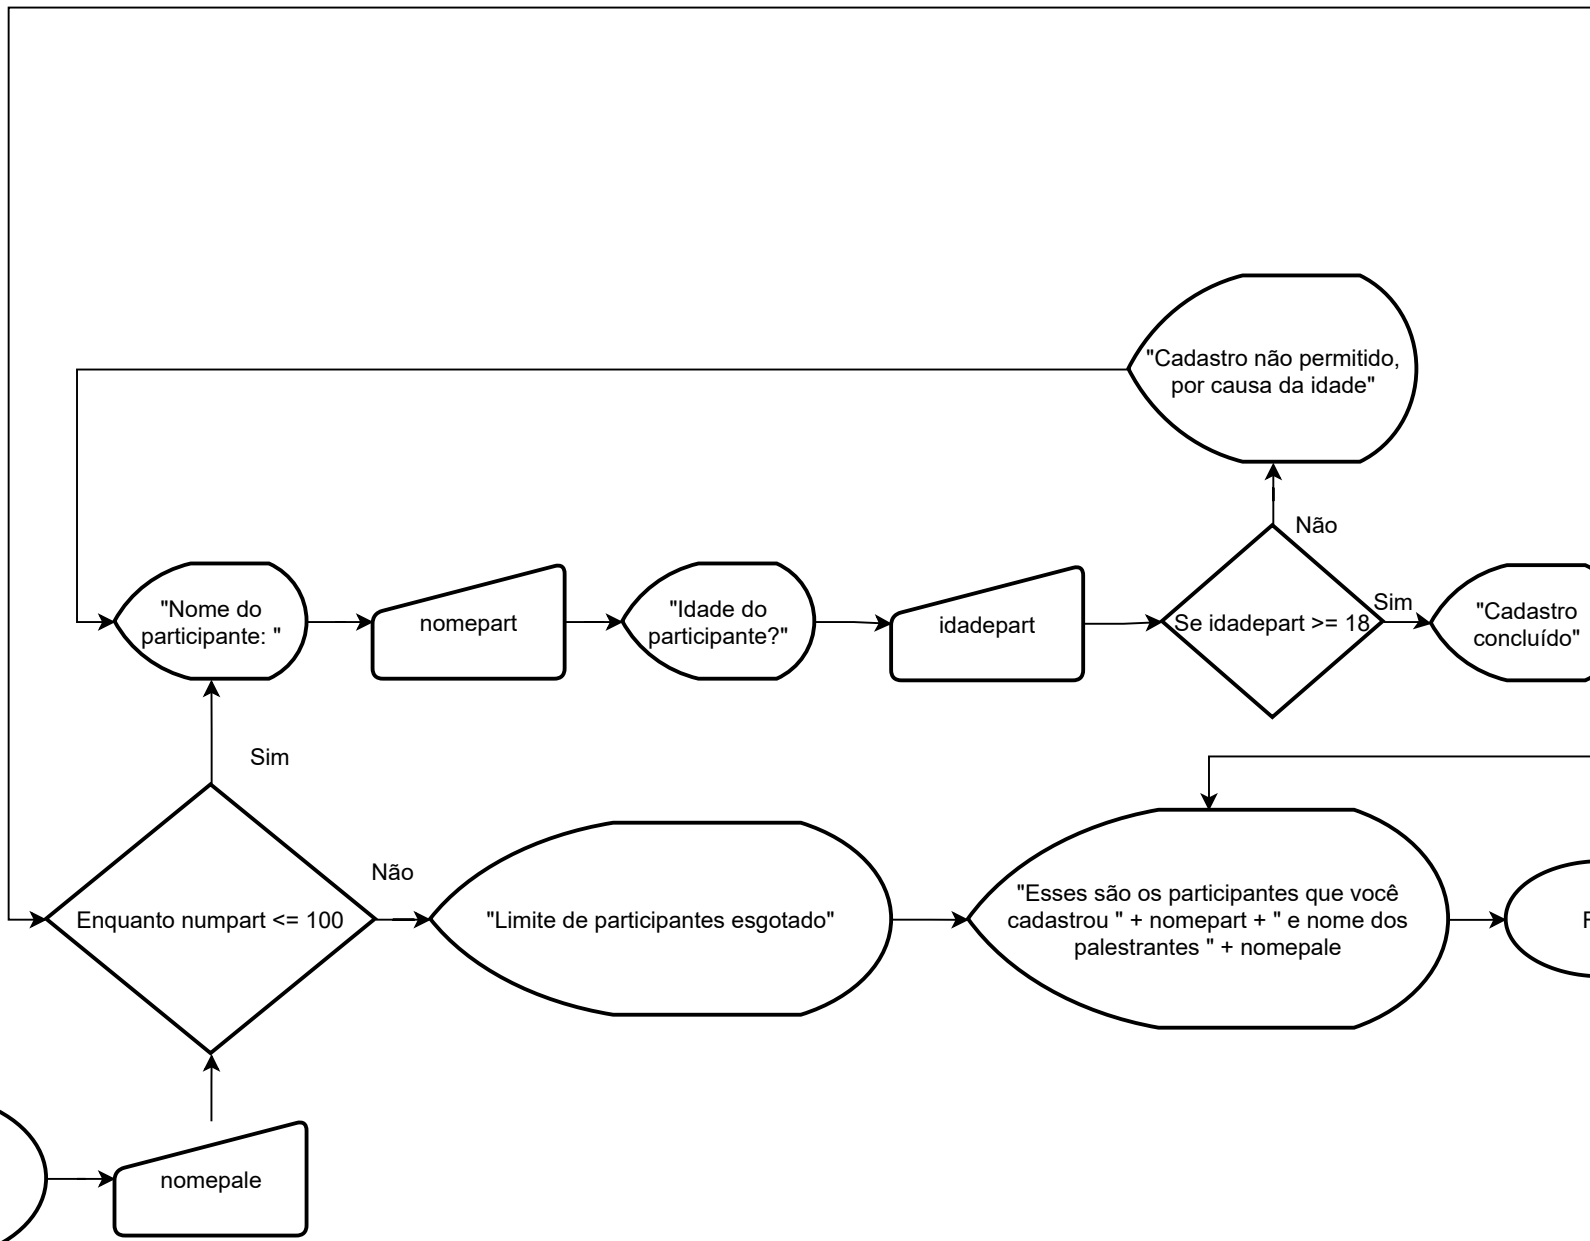 "Cadastro não permitido,
por causa da idade"
Não
"Nome do
participante: "
nomepart
"Idade do
participante?"
idadepart
Se idadepart >= 18
Sim
"Cadastro
concluído"
Sim
Não
Enquanto numpart <= 100
"Limite de participantes esgotado"
"Esses são os participantes que você
cadastrou " + nomepart + " e nome dos
palestrantes " + nomepale
nomepale